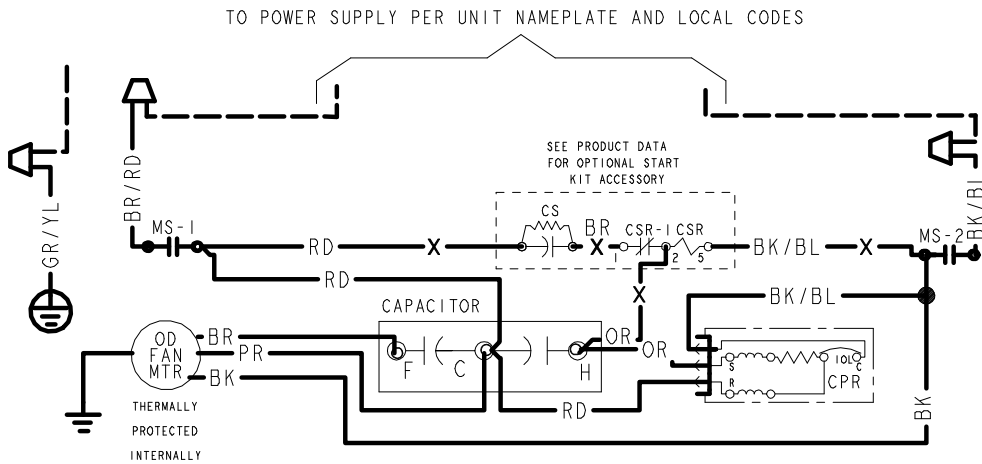 TO POWER SUPPLY PER UNIT NAMEPLATE AND LOCAL CODES
SEE PRODUCT DATA
FOR OPTIONAL START
KIT ACCESSORY
BR/RD
GR/YL
BK/BL
MS-1
CS
BR
CSR-1
CSR
MS-2
RD
X
X
1
2
5
BK/BL
X
RD
X
BK/BL
CAPACITOR
OD
FAN
MTR
BR
PR
BK
F
C
H
OR
OR
S
R
IOL
C
CPR
RD
BK
THERMALLY
PROTECTED
INTERNALLY